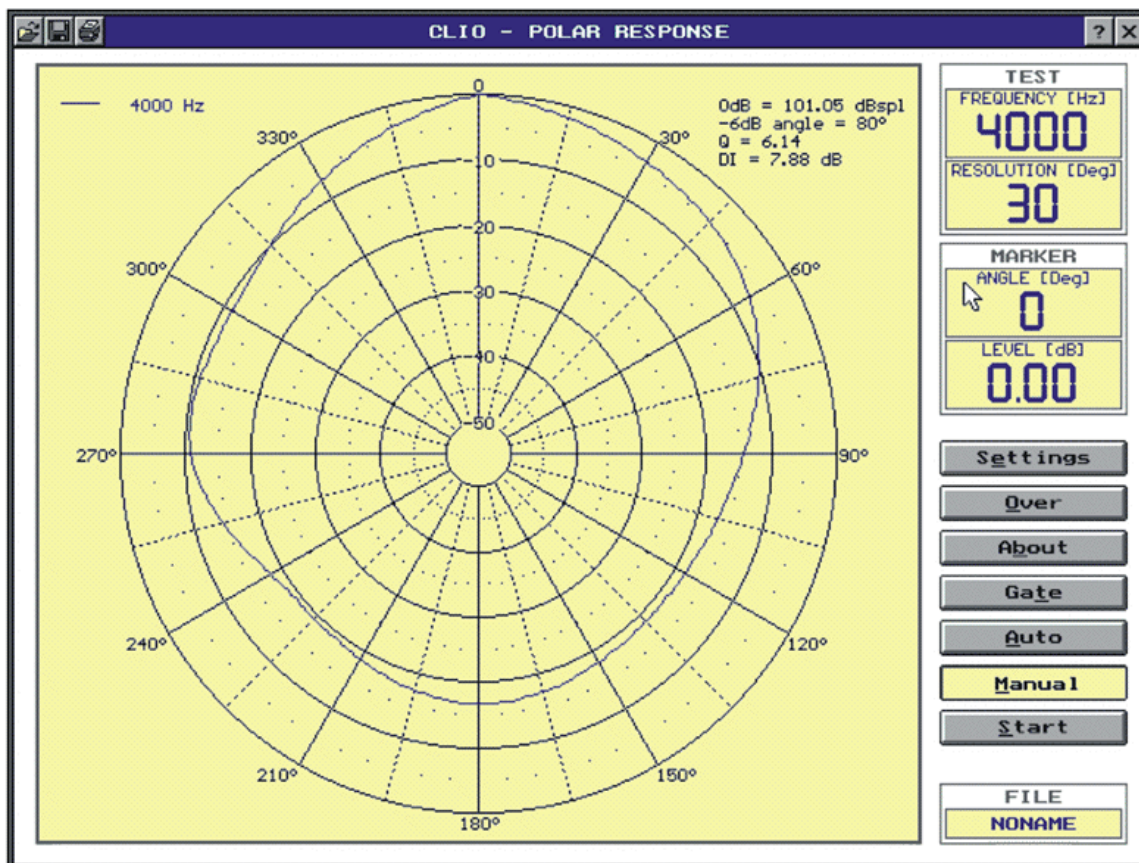 CLIO - POLAR RESPONSE
? X
4000 Hz
0dB = 101.05 dBspl
-6dB angle = 80°
Q = 6.14
DI = 7.88 dB
0
330°
30°
-10
-20
300°
60°
-30
-40
-50
270°
90°
240°
120°
210°
150°
180°
TEST
FREQUENCY [Hz]
4000
RESOLUTION [Deg]
30
MARKER
ANGLE [Deg]
0
LEVEL [dB]
0.00
Settings
Over
About
Gate
Auto
Manual
Start
FILE
NONAME